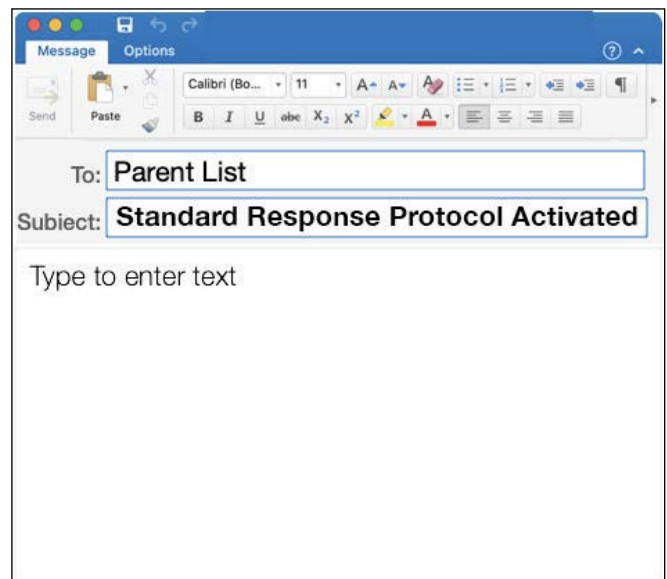 Message Options
Calibri (Bo... 11 A A A
Send Paste B I U abc X₂ X² A
To: Parent List
Subiect: Standard Response Protocol Activated
Type to enter text